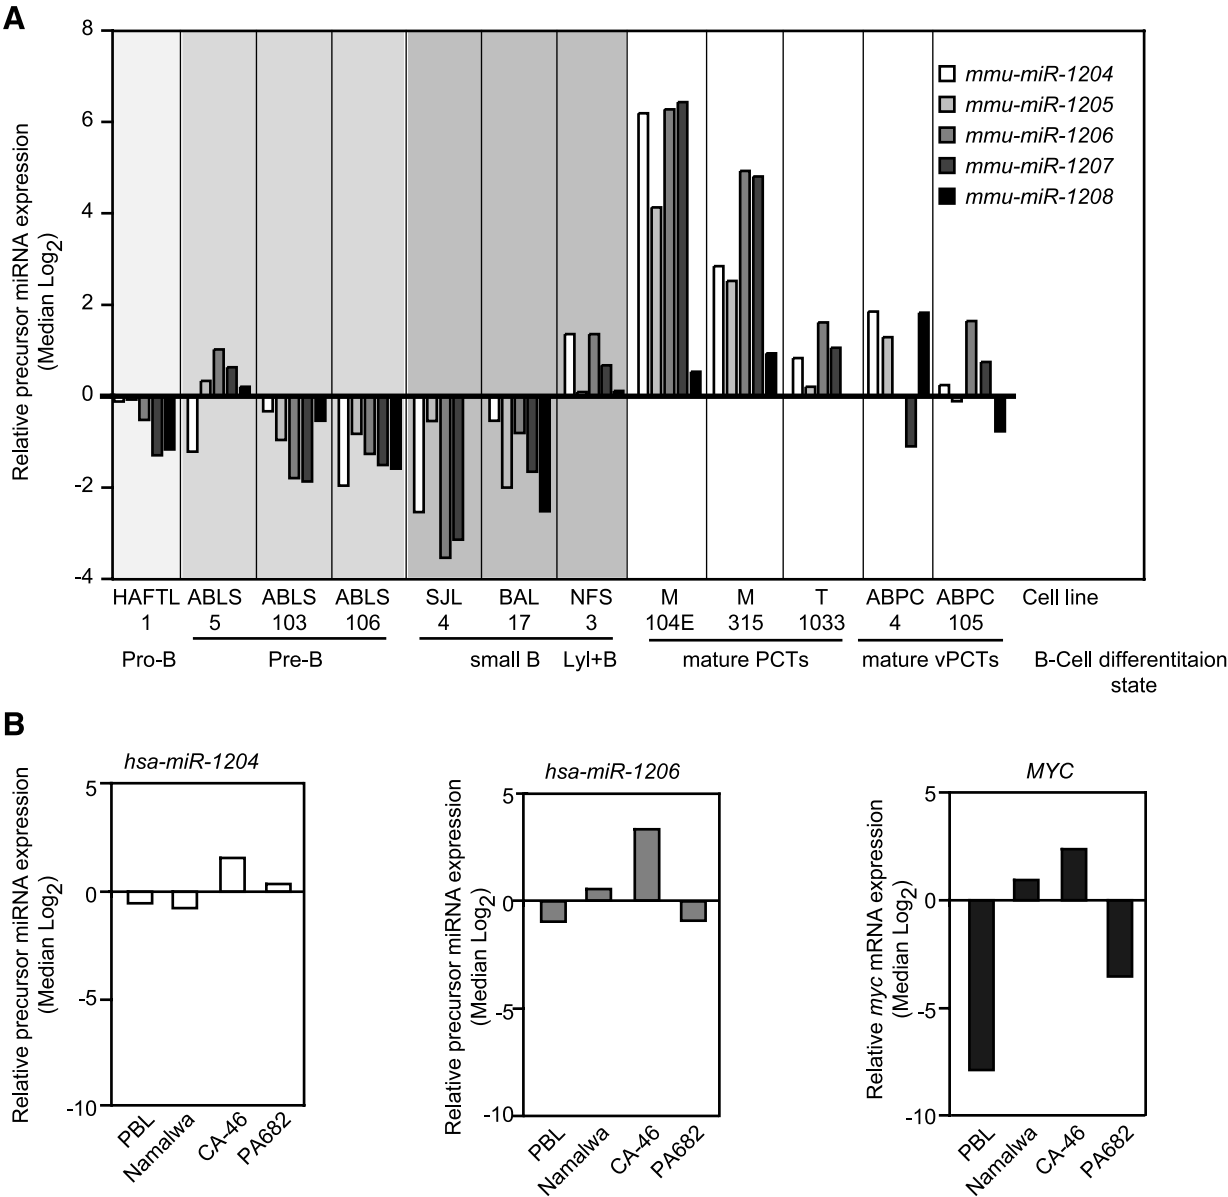 A
8
6
4
2
0
-2
-4
Relative precursor miRNA expression
(Median Log2)
mmu-miR-1204
mmu-miR-1205
mmu-miR-1206
mmu-miR-1207
mmu-miR-1208
HAFTL ABLS ABLS ABLS SJL BAL NFS M M T ABPC ABPC Cell line
1 5 103 106 4 17 3 104E 315 1033 4 105
Pro-B Pre-B small B Lyl+B mature PCTs mature vPCTs B-Cell differentitaion
state
B
hsa-miR-1204
5
0
-5
-10
Relative precursor miRNA expression
(Median Log2)
PBL
Namalwa
CA-46
PA682
hsa-miR-1206
5
0
-5
-10
Relative precursor miRNA expression
(Median Log2)
PBL
Namalwa
CA-46
PA682
MYC
5
0
-5
-10
Relative myc mRNA expression
(Median Log2)
PBL
Namalwa
CA-46
PA682